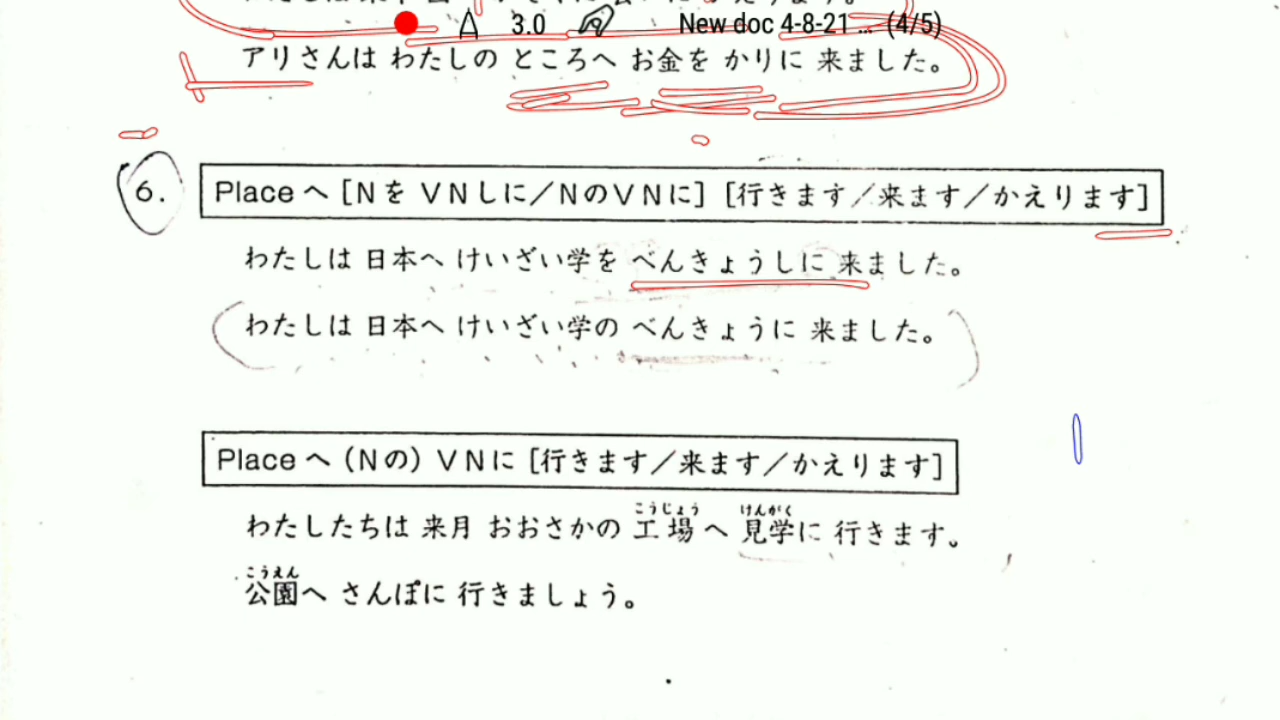 3.0 New doc 4-8-21 ... (4/5)
アリさんは わたしの ところへ お金を かりに 来ました。
6. Placeへ [Nを VNしに/NのVNに] [行きます/来ます/かえります]
わたしは 日本へ けいざい学を べんきょうしに 来ました。
わたしは 日本へ けいざい学の べんきょうに 来ました。
Placeへ (Nの) VNに [行きます/来ます/かえります]
こうじょう けんがく
わたしたちは 来月 おおさかの 工場へ 見学に 行きます。
こうえん
公園へ さんぽに 行きましょう。